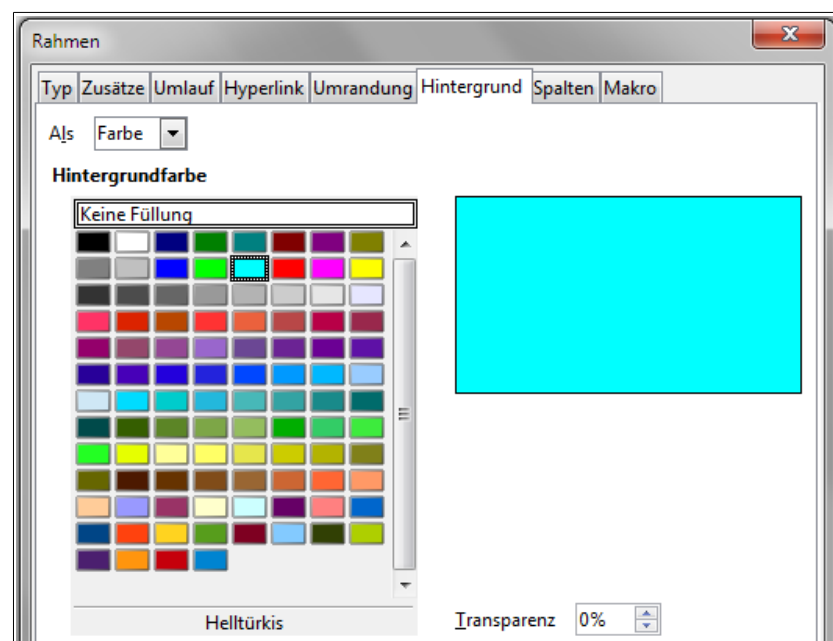 Rahmen
Typ Zusätze Umlauf Hyperlink Umrandung Hintergrund Spalten Makro
Als Farbe
Hintergrundfarbe
Keine Füllung
Helltürkis
Transparenz 0%